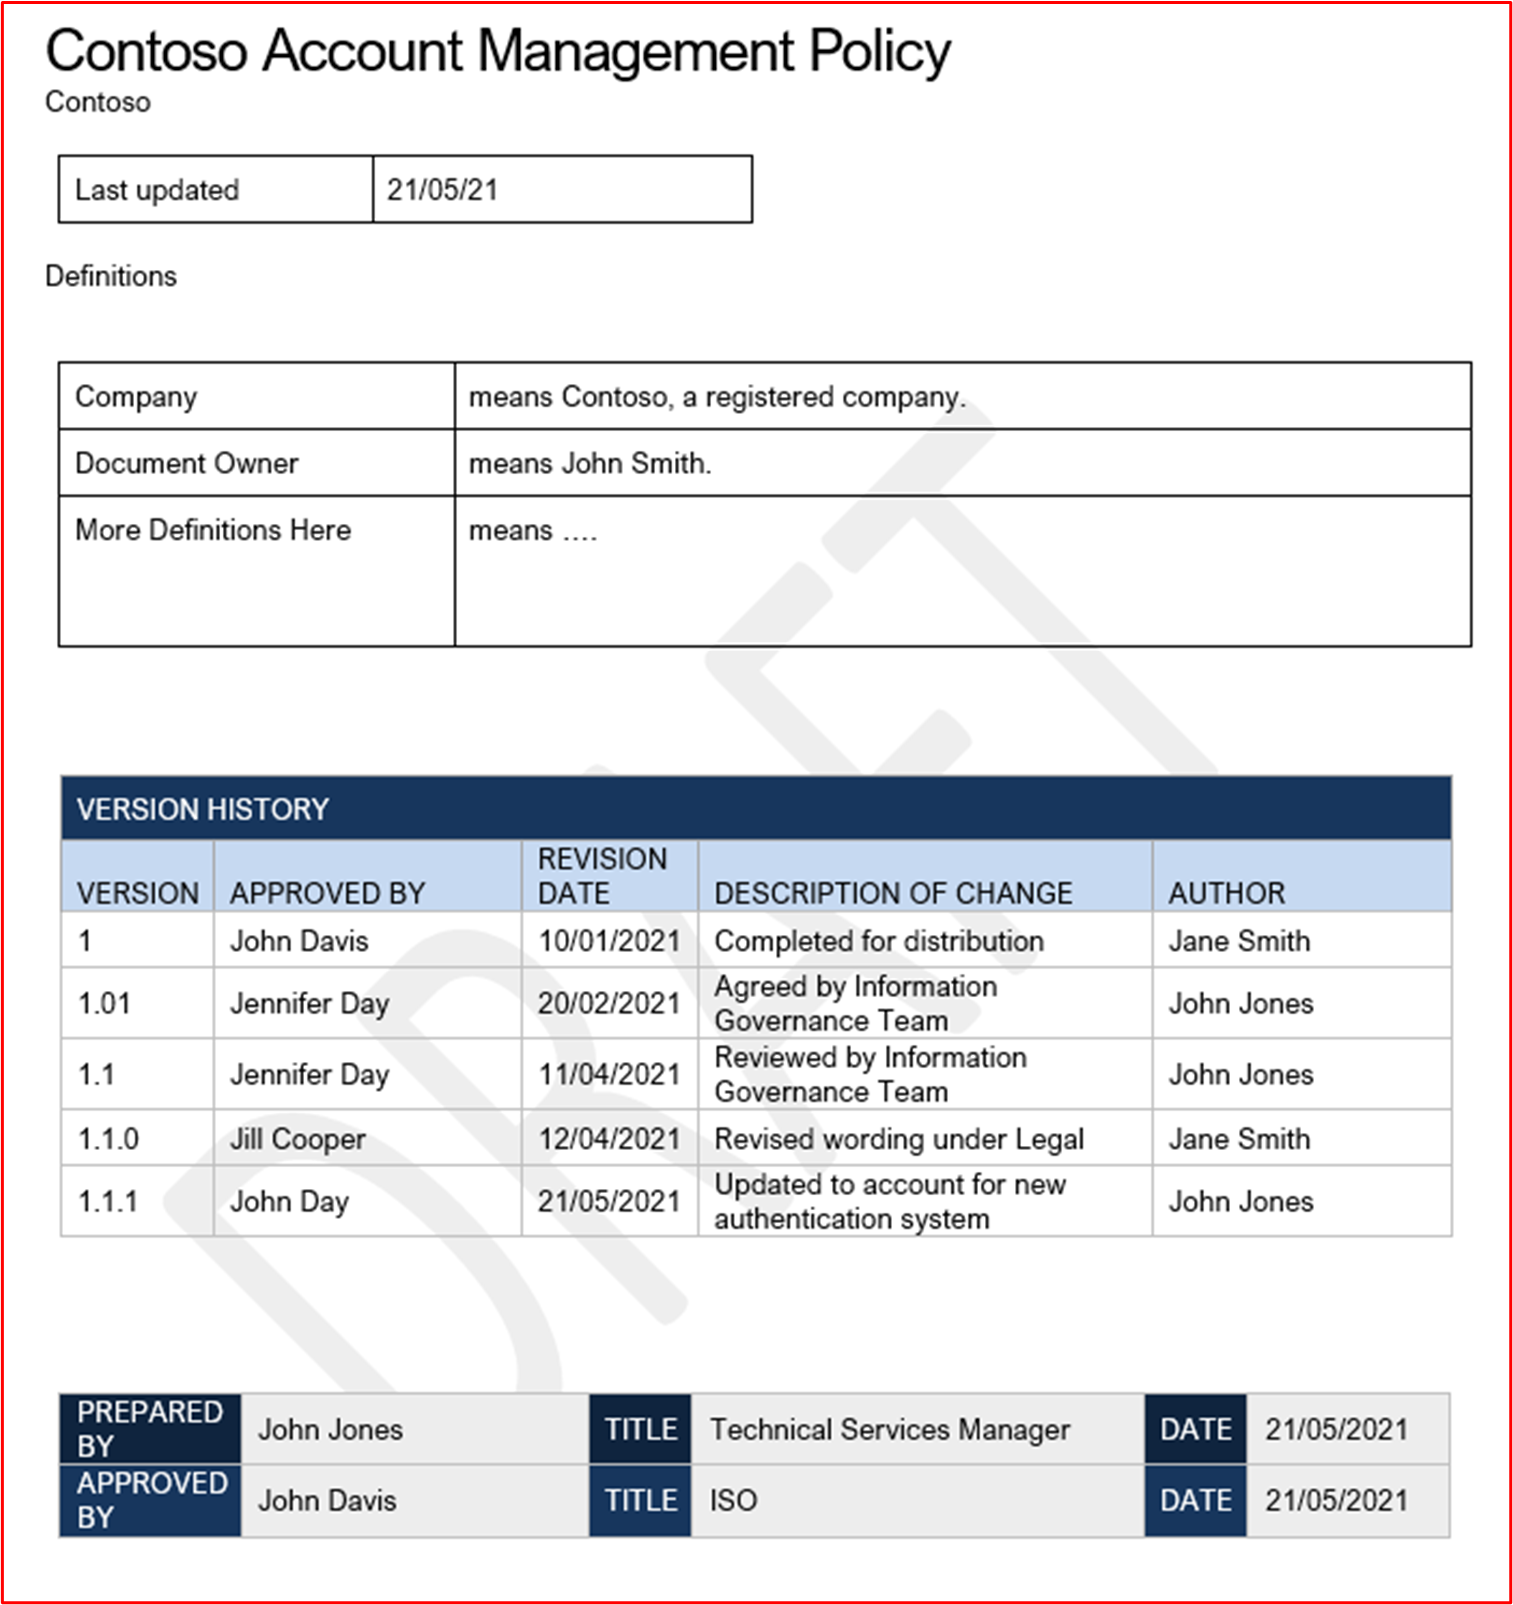 Contoso Account Management Policy
Contoso
Last updated 21/05/21
Definitions
Company means Contoso, a registered company.
Document Owner means John Smith.
More Definitions Here means ....
DRAFT
VERSION HISTORY
VERSION APPROVED BY REVISION DATE DESCRIPTION OF CHANGE AUTHOR
1 John Davis 10/01/2021 Completed for distribution Jane Smith
1.01 Jennifer Day 20/02/2021 Agreed by Information Governance Team John Jones
1.1 Jennifer Day 11/04/2021 Reviewed by Information Governance Team John Jones
1.1.0 Jill Cooper 12/04/2021 Revised wording under Legal Jane Smith
1.1.1 John Day 21/05/2021 Updated to account for new authentication system John Jones
PREPARED BY John Jones TITLE Technical Services Manager DATE 21/05/2021
APPROVED BY John Davis TITLE ISO DATE 21/05/2021